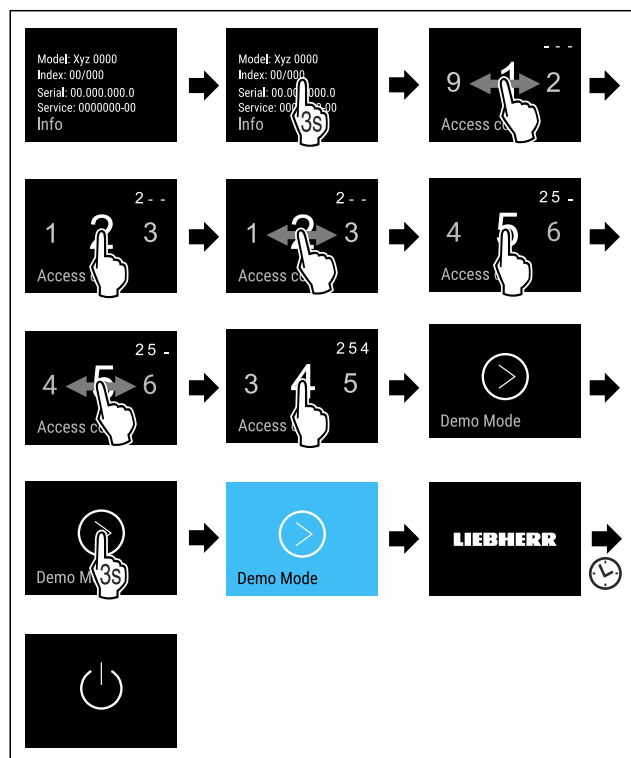 Model: Xyz 0000
Index: 00/000
Serial: 00.000.000.0
Service: 0000000-00
Info
Model: Xyz 0000
Index: 00/000
Serial: 00.000.000.0
Service: 00
00
Info
3s
- - -
9 1 2
Access
2 - -
1 2 3
Access
2 - -
1 2 3
Access
2 5 -
4 5 6
Access
2 5 -
4 5 6
Access
2 5 4
3 4 5
Access
Demo Mode
Demo
3s
Demo Mode
LIEBHERR